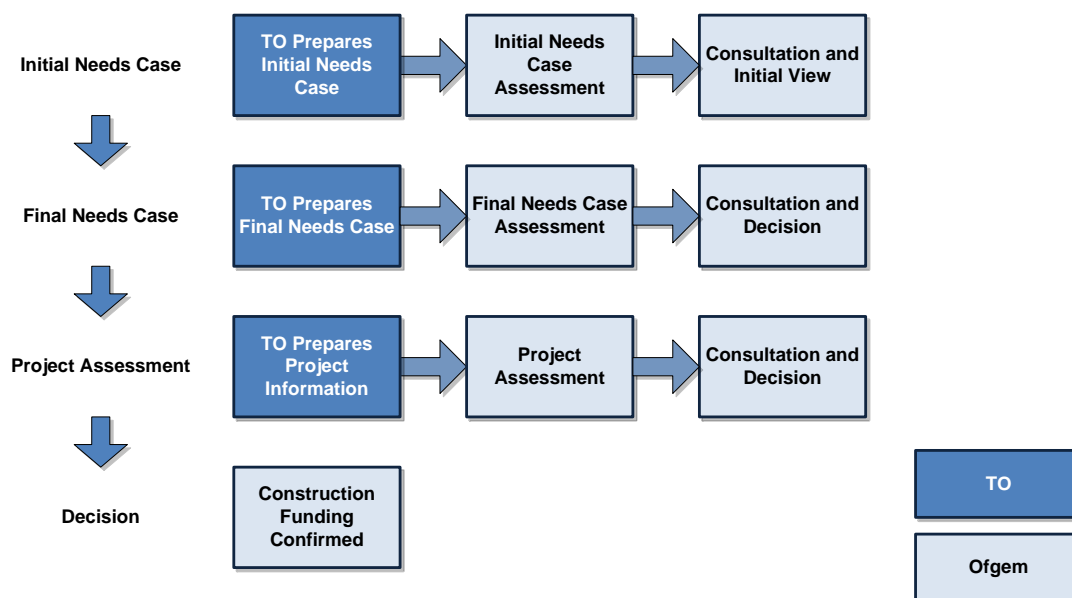 Initial Needs Case
TO Prepares
Initial Needs
Case
Initial Needs
Case
Assessment
Consultation and
Initial View
Final Needs Case
TO Prepares
Final Needs Case
Final Needs Case
Assessment
Consultation and
Decision
Project Assessment
TO Prepares
Project
Information
Project
Assessment
Consultation and
Decision
Decision
Construction
Funding
Confirmed
TO
Ofgem